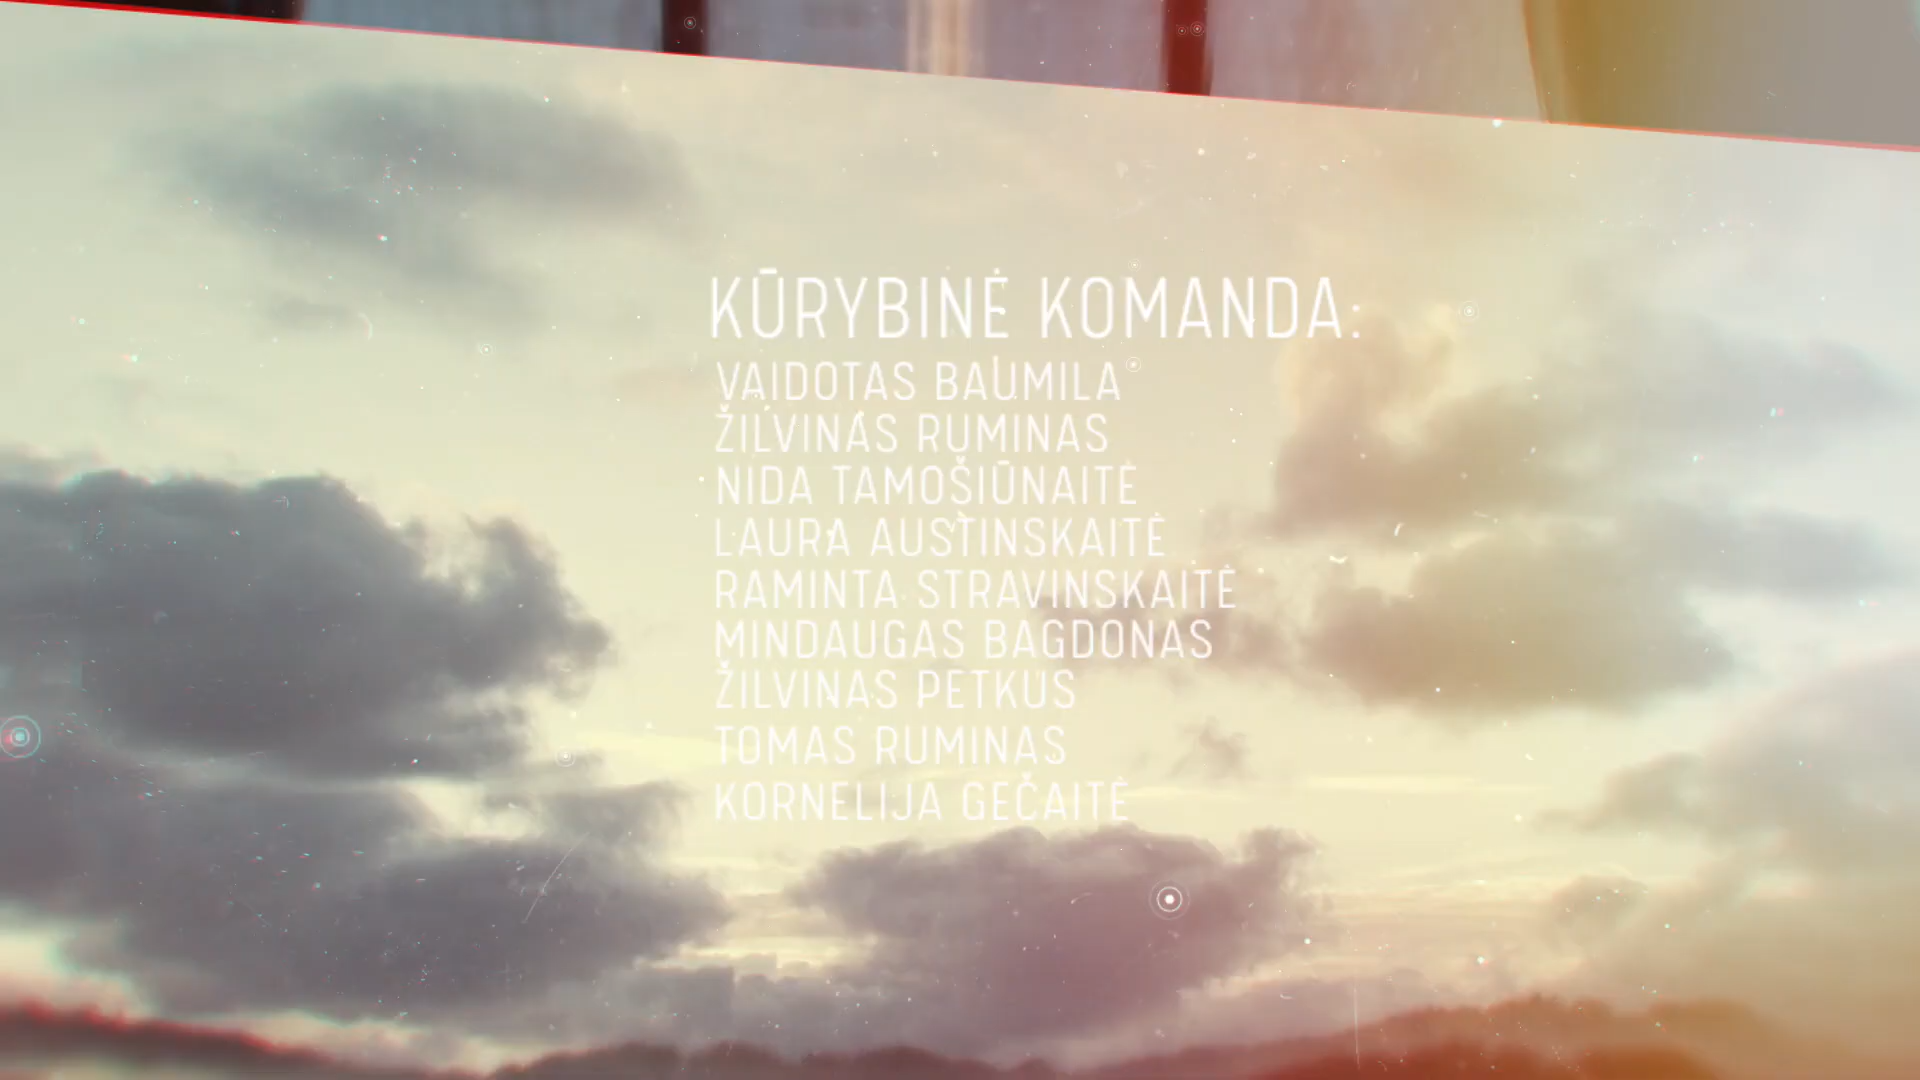 KŪRYBINĖ KOMANDA:
VAIDOTAS BAUMILA
ŽILVINAS RUMINAS
NIDA TAMOŠIŪNAITĖ
LAURA AUSTINSKAITĖ
RAMINTA STRAVINSKAITĖ
MINDAUGAS BAGDONAS
ŽILVINAS PETKUS
TOMAS RUMINAS
KORNELIJA GEČAITĖ